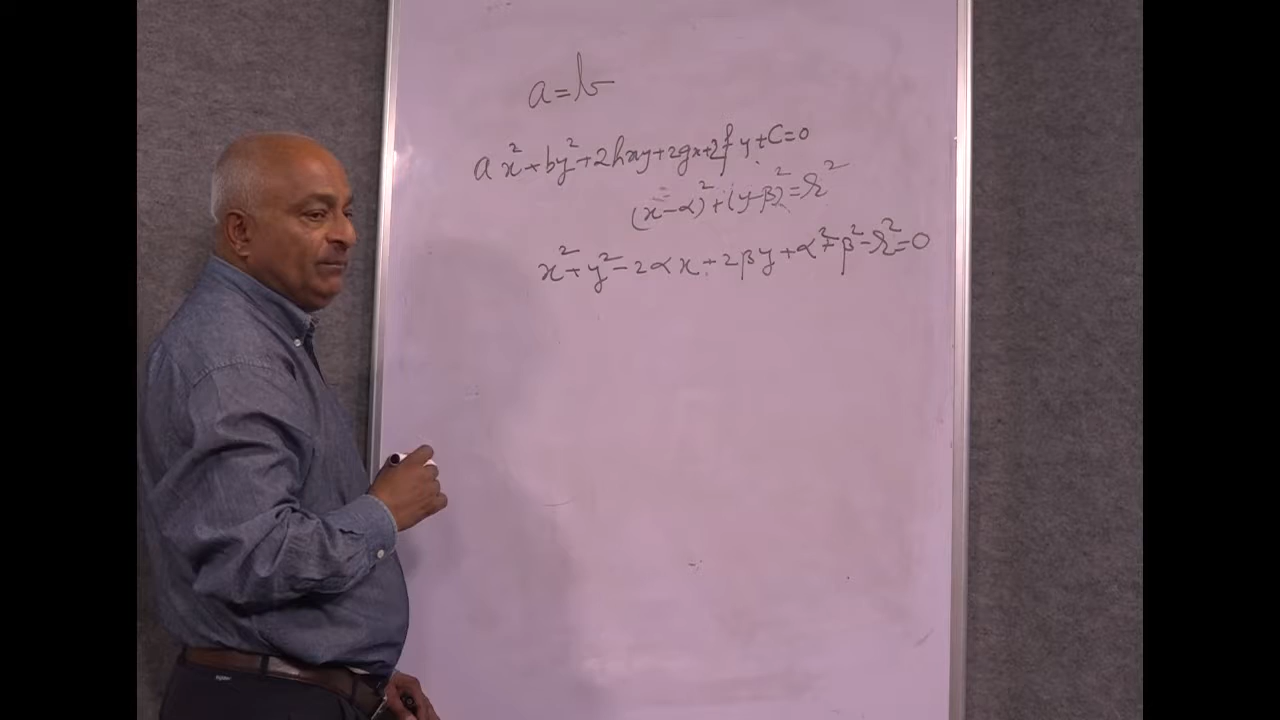 a = b
ax² + by² + 2hxy + 2gx + 2fy + C = 0
(x - α)² + (y - β)² = r²
x² + y² - 2αx + 2βy + α² + β² - r² = 0